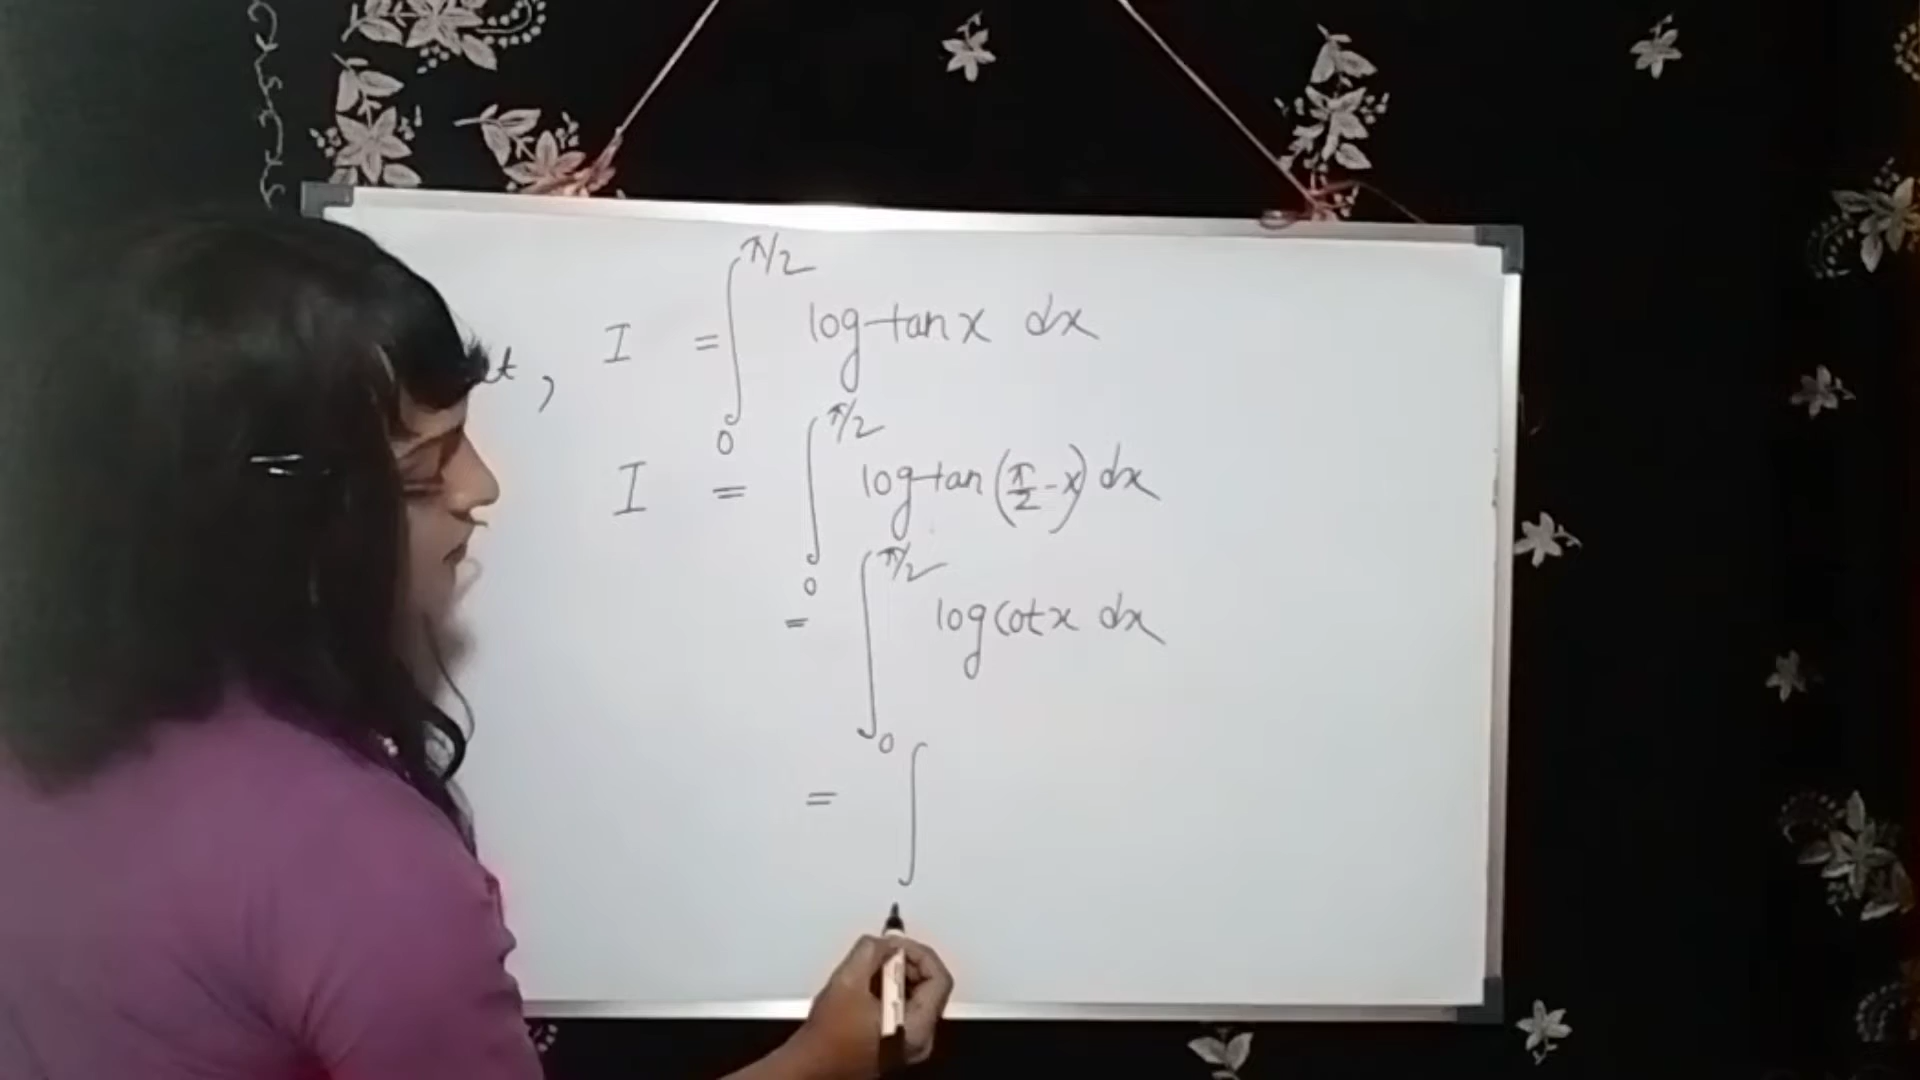 I = ∫₀^{π/2} log tan x dx
I = ∫₀^{π/2} log tan (π/2 - x) dx
= ∫₀^{π/2} log cot x dx
= ∫